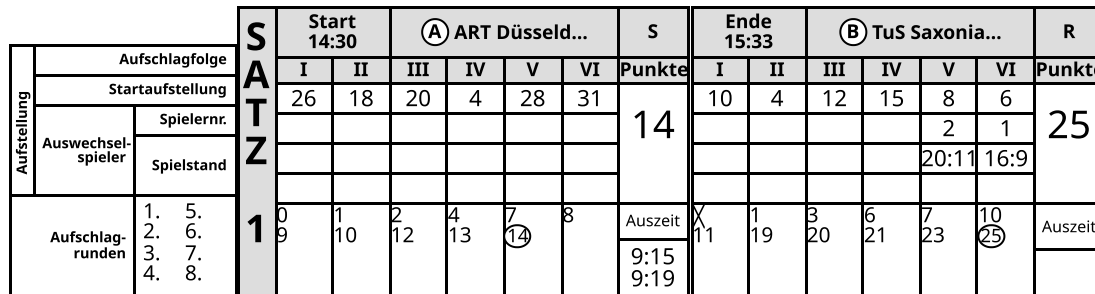 SATZ 1
Start 14:30 Ⓐ ART Düsseld... S Ende 15:33 Ⓑ TuS Saxonia... R
Aufstellung
Aufschlagfolge I II III IV V VI Punkte I II III IV V VI Punkte
Startaufstellung 26 18 20 4 28 31 14 10 4 12 15 8 6 25
Auswechsel-spieler
Spielernr. 2 1
Spielstand 20:11 16:9
Aufschlag-runden
1. 5. 0 1 2 4 7 8 Auszeit X 1 3 6 7 10 Auszeit
2. 6. 9 10 12 13 14 11 19 20 21 23 25
3. 7. 9:15
4. 8. 9:19